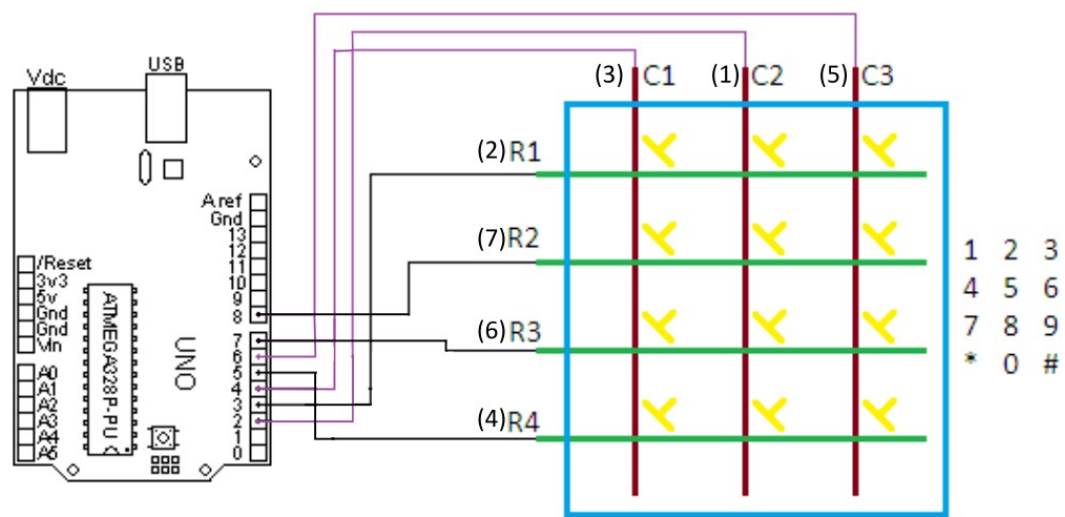 Vdc
USB
A ref
Gnd
13
12
11
10
9
8
7
6
5
4
3
2
1
0
/Reset
3v3
5v
Gnd
Gnd
Vin
A0
A1
A2
A3
A4
A5
ATMEGA328P-PU
UNO
(3) C1 (1) C2 (5) C3
(2) R1
(7) R2
(6) R3
(4) R4
1 2 3
4 5 6
7 8 9
* 0 #